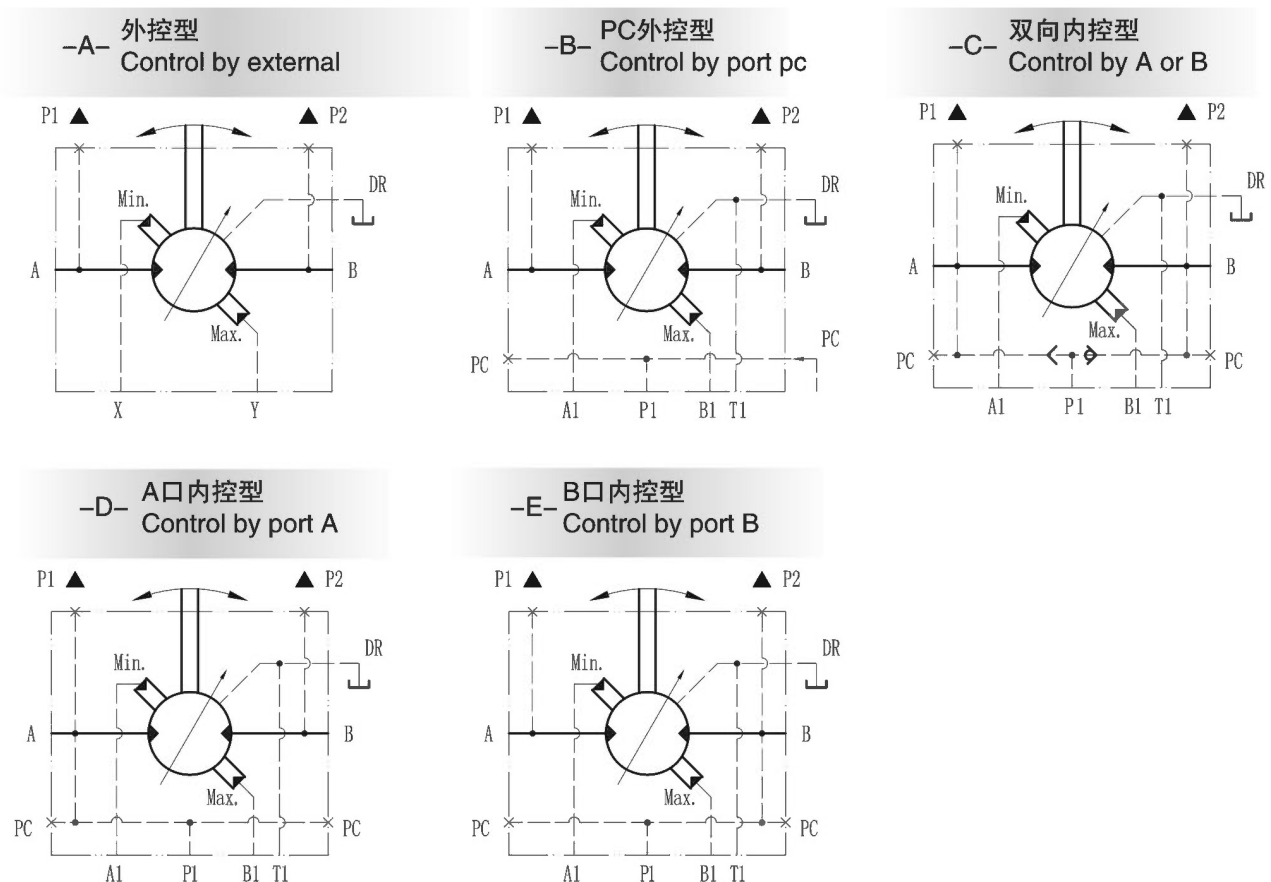 -A- 外控型
Control by external
P1 ▲ ▲ P2
Min.
DR
A B
Max.
X Y
-B- PC外控型
Control by port pc
P1 ▲ ▲ P2
Min.
DR
A B
Max.
PC PC
A1 P1 B1 T1
-C- 双向内控型
Control by A or B
P1 ▲ ▲ P2
Min.
DR
A B
Max.
PC PC
A1 P1 B1 T1
-D- A口内控型
Control by port A
P1 ▲ ▲ P2
Min.
DR
A B
Max.
PC PC
A1 P1 B1 T1
-E- B口内控型
Control by port B
P1 ▲ ▲ P2
Min.
DR
A B
Max.
PC PC
A1 P1 B1 T1